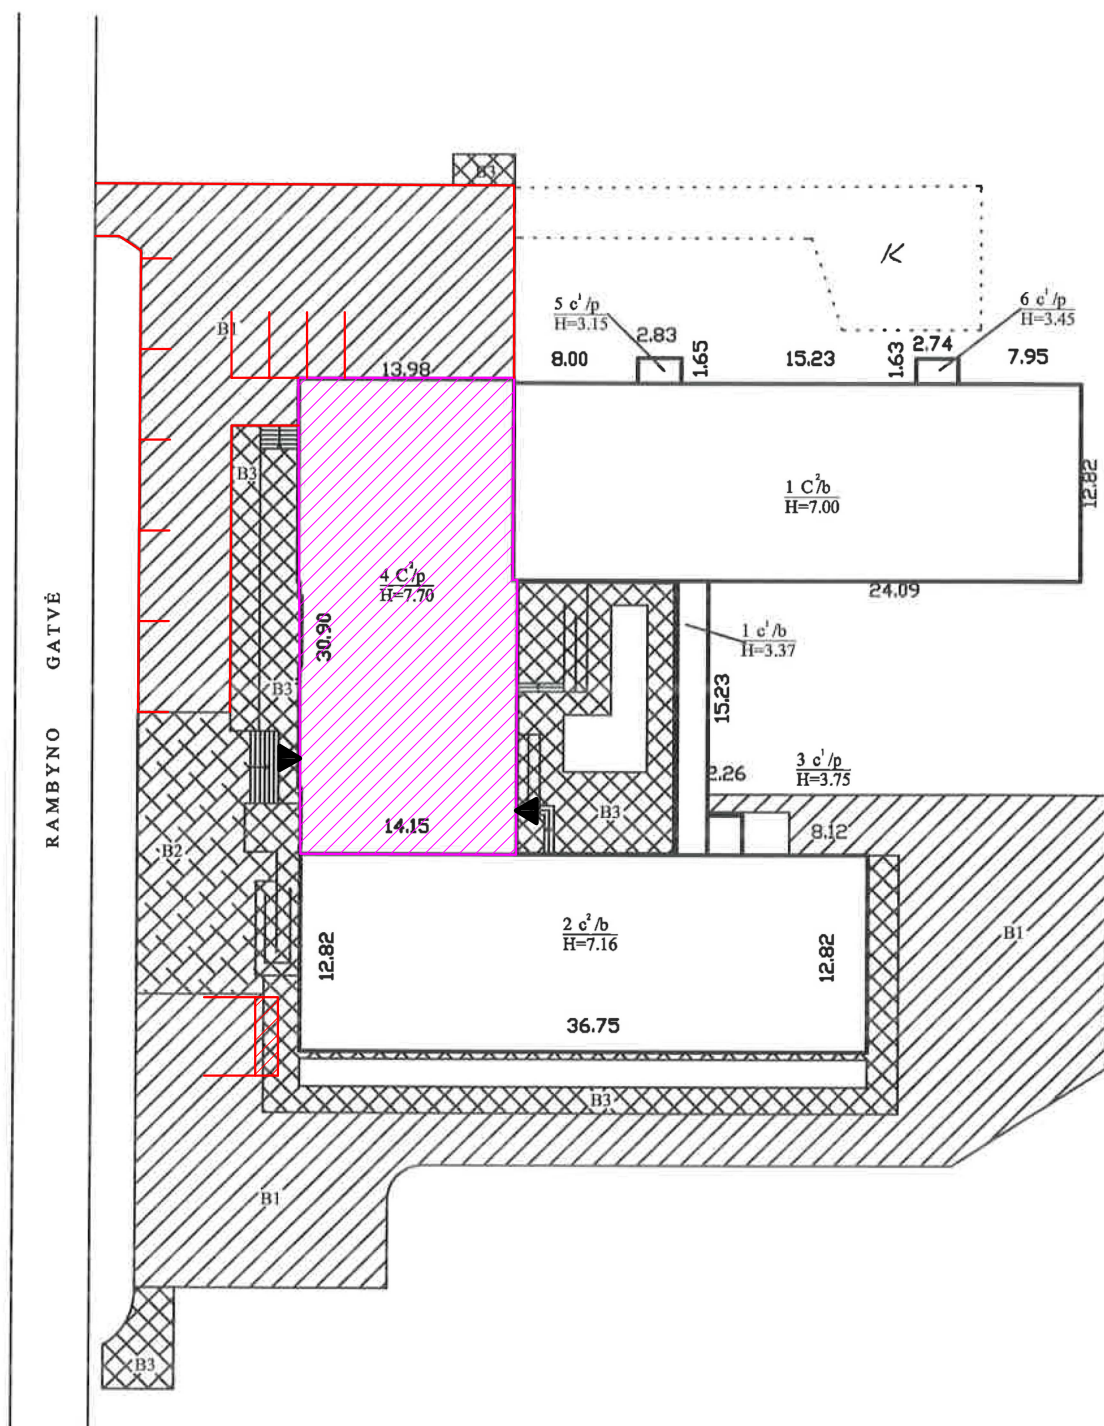 B3
K
5 c¹/p
H=3.15
6 c¹/p
H=3.45
2.83
1.65
8.00
15.23
1.63
2.74
7.95
B1
13.98
B3
1 C²/b
H=7.00
12.82
4 C²/p
H=7.70
24.09
30.90
1 c¹/b
H=3.37
B3
15.23
3 c¹/p
H=3.75
2.26
B3
14.15
8.12
B2
RAMBYNO GATVĖ
2 c²/b
H=7.16
B1
12.82
12.82
36.75
B3
B1
B3